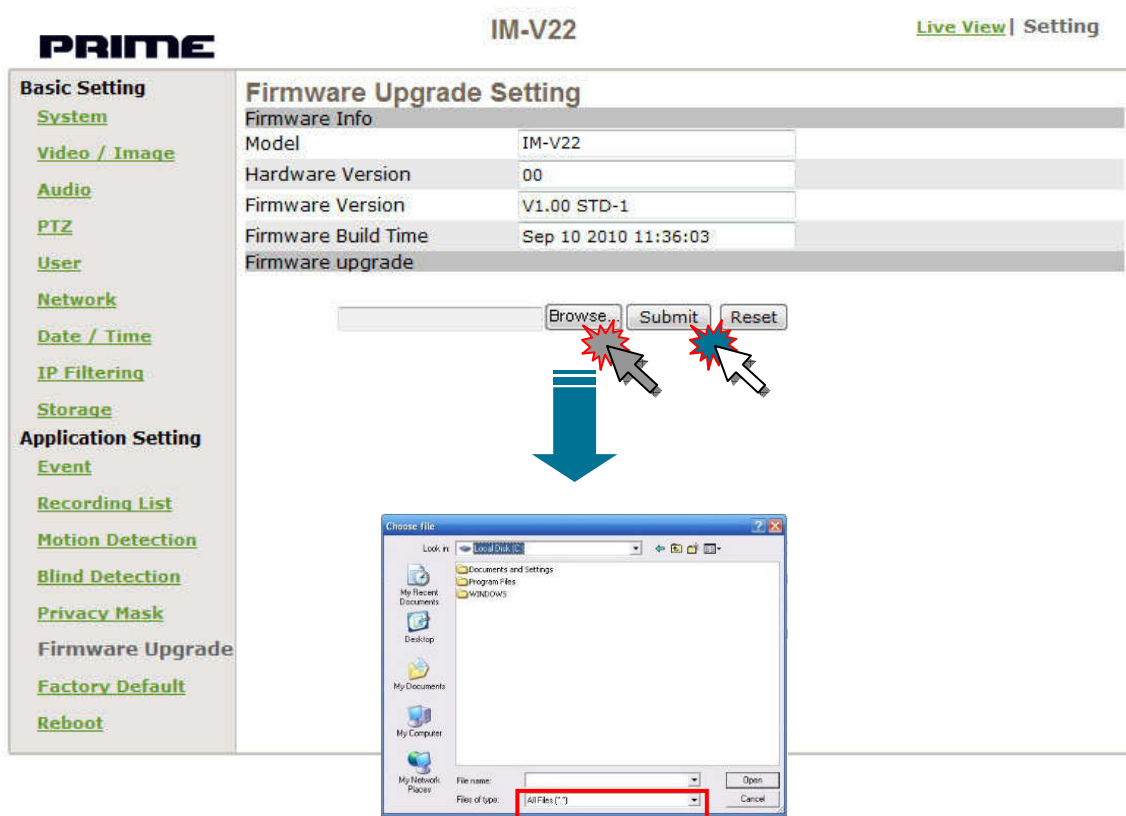 PRIME
IM-V22
Live View | Setting
Basic Setting
System
Video / Image
Audio
PTZ
User
Network
Date / Time
IP Filtering
Storage
Application Setting
Event
Recording List
Motion Detection
Blind Detection
Privacy Mask
Firmware Upgrade
Factory Default
Reboot
Firmware Upgrade Setting
Firmware Info
Model IM-V22
Hardware Version 00
Firmware Version V1.00 STD-1
Firmware Build Time Sep 10 2010 11:36:03
Firmware upgrade
Browse... Submit Reset
Choose file
Look in: Local Disk (C:)
My Recent Documents
Desktop
My Documents
My Computer
My Network Places
Documents and Settings
Program Files
WINDOWS
File name: Open
Files of type: All Files (*.*) Cancel